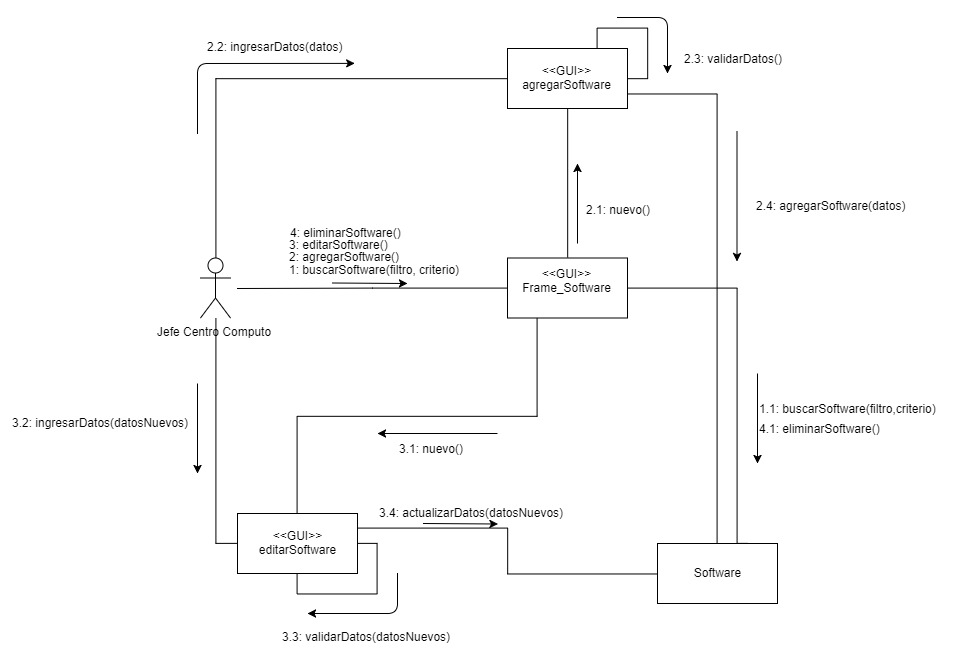 2.2: ingresarDatos(datos)
<<GUI>>
agregarSoftware
2.3: validarDatos()
2.1: nuevo()
2.4: agregarSoftware(datos)
4: eliminarSoftware()
3: editarSoftware()
2: agregarSoftware()
1: buscarSoftware(filtro, criterio)
<<GUI>>
Frame_Software
Jefe Centro Computo
1.1: buscarSoftware(filtro,criterio)
4.1: eliminarSoftware()
3.2: ingresarDatos(datosNuevos)
3.1: nuevo()
3.4: actualizarDatos(datosNuevos)
<<GUI>>
editarSoftware
Software
3.3: validarDatos(datosNuevos)